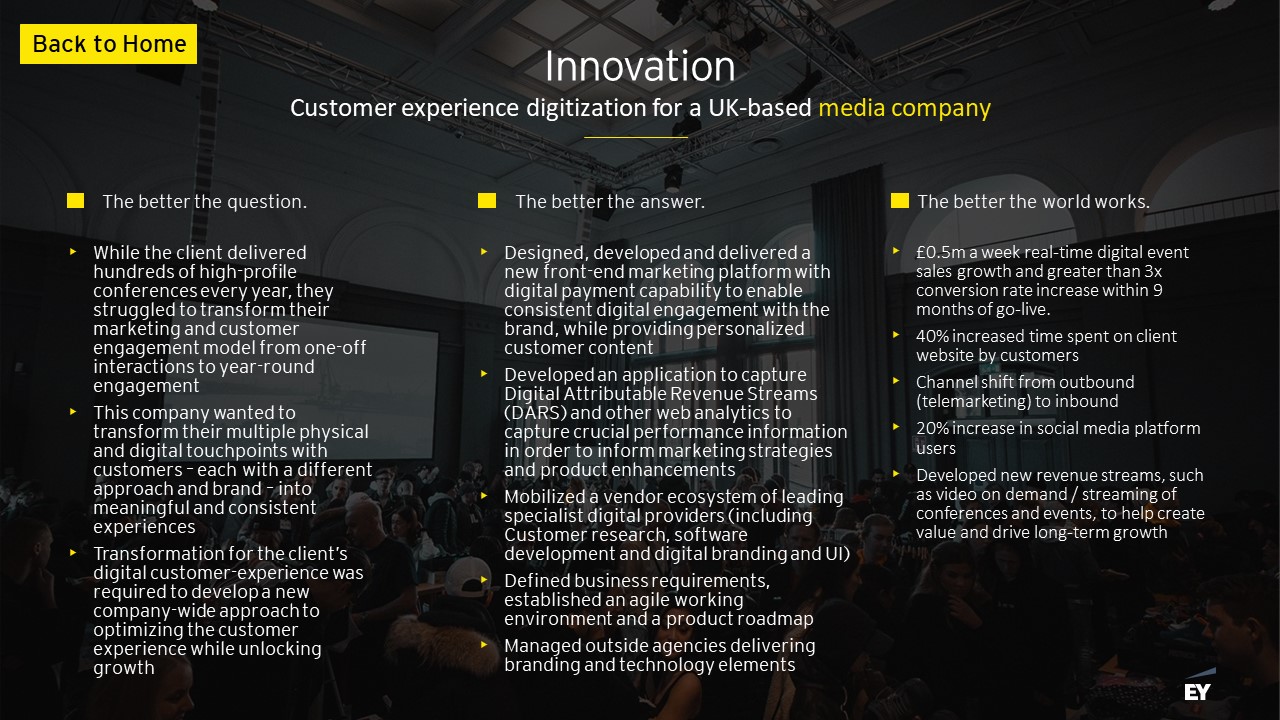 Back to Home
Innovation
Customer experience digitization for a UK-based media company
The better the question.
While the client delivered
hundreds of high-profile
conferences every year, they
struggled to transform their
marketing and customer
engagement model from one-off
interactions to year-round
engagement
This company wanted to
transform their multiple physical
and digital touchpoints with
customers – each with a different
approach and brand – into
meaningful and consistent
experiences
Transformation for the client’s
digital customer-experience was
required to develop a new
company-wide approach to
optimizing the customer
experience while unlocking
growth
The better the answer.
Designed, developed and delivered a
new front-end marketing platform with
digital payment capability to enable
consistent digital engagement with the
brand, while providing personalized
customer content
Developed an application to capture
Digital Attributable Revenue Streams
(DARS) and other web analytics to
capture crucial performance information
in order to inform marketing strategies
and product enhancements
Mobilized a vendor ecosystem of leading
specialist digital providers (including
Customer research, software
development and digital branding and UI)
Defined business requirements,
established an agile working
environment and a product roadmap
Managed outside agencies delivering
branding and technology elements
The better the world works.
£0.5m a week real-time digital event
sales growth and greater than 3x
conversion rate increase within 9
months of go-live.
40% increased time spent on client
website by customers
Channel shift from outbound
(telemarketing) to inbound
20% increase in social media platform
users
Developed new revenue streams, such
as video on demand / streaming of
conferences and events, to help create
value and drive long-term growth
EY